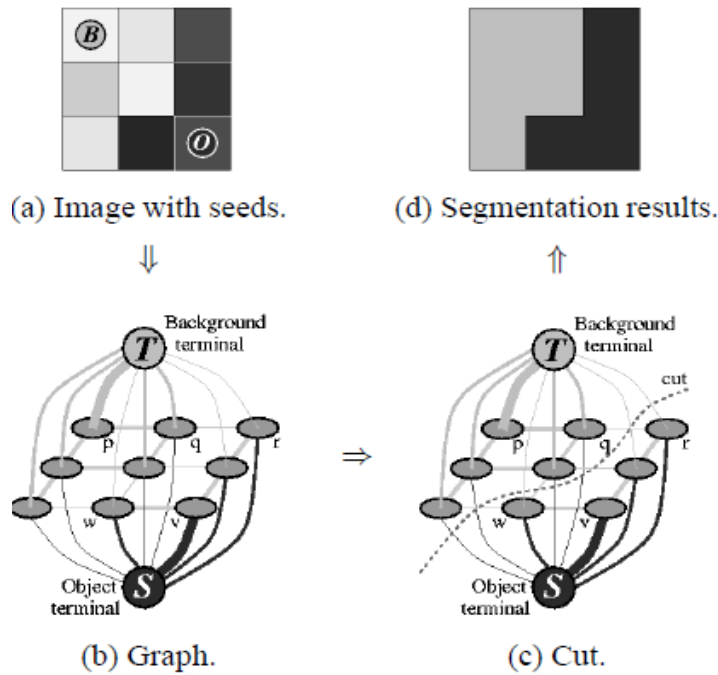 B
O
(a) Image with seeds.
(d) Segmentation results.
⇓
⇑
Background
terminal
T
p
q
r
w
v
Object
terminal
S
⇒
Background
terminal
T
cut
p
q
r
w
v
Object
terminal
S
(b) Graph.
(c) Cut.